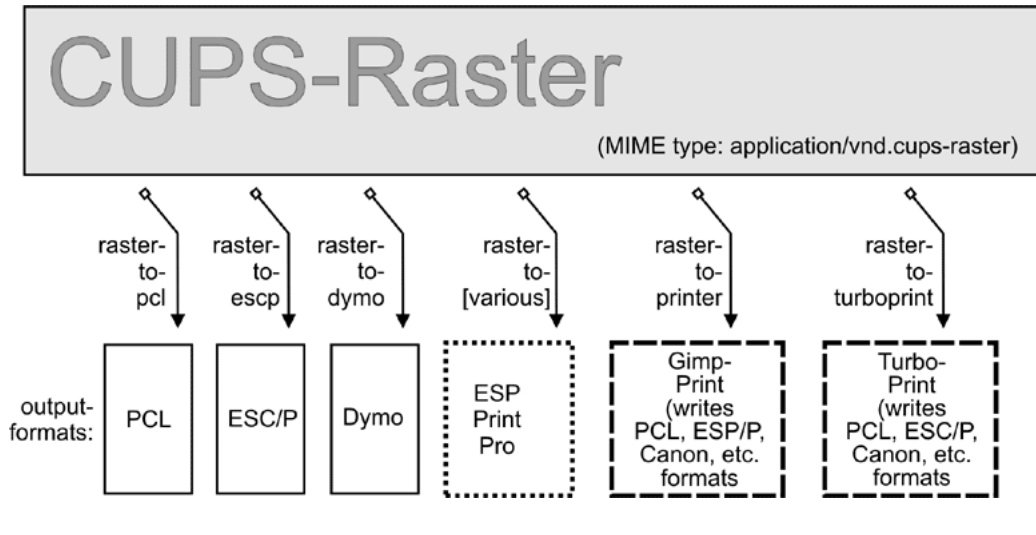 CUPS-Raster
(MIME type: application/vnd.cups-raster)
raster-
to-
pcl
raster-
to-
escp
raster-
to-
dymo
raster-
to-
[various]
raster-
to-
printer
raster-
to-
turboprint
output-
formats:
PCL
ESC/P
Dymo
ESP
Print
Pro
Gimp-
Print
(writes
PCL, ESP/P,
Canon, etc.
formats
Turbo-
Print
(writes
PCL, ESC/P,
Canon, etc.
formats